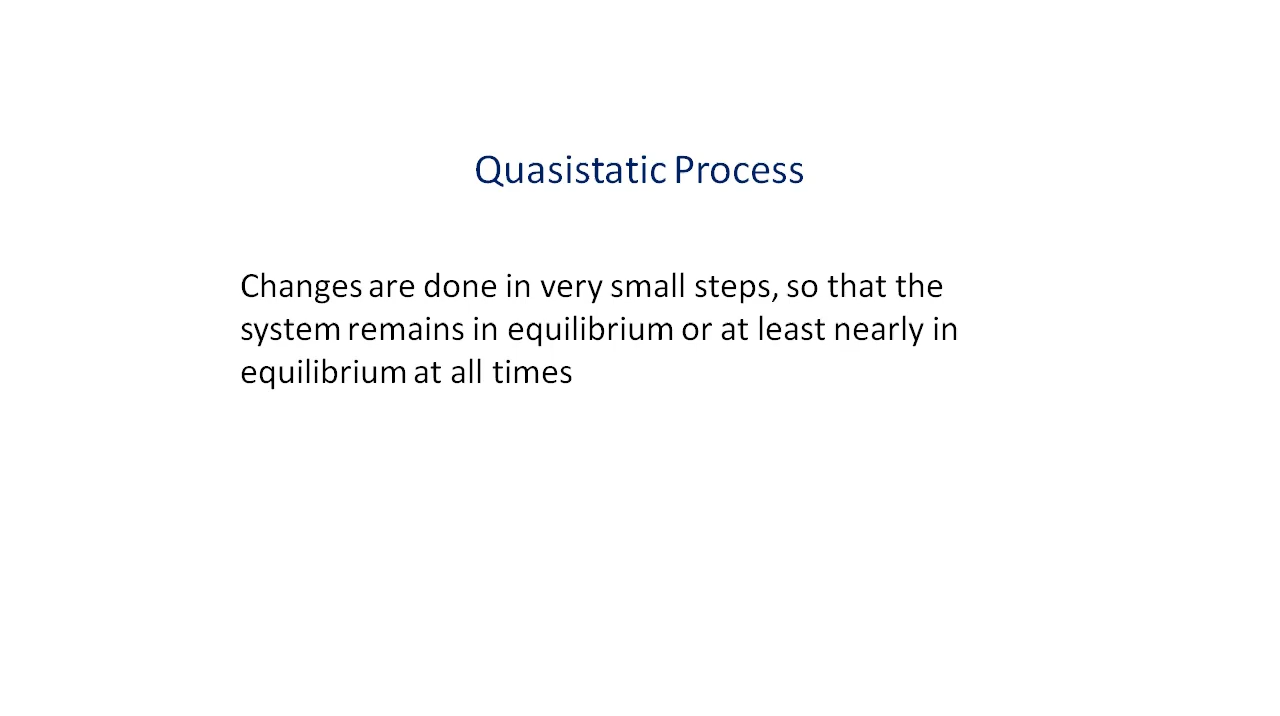 Quasistatic Process
Changes are done in very small steps, so that the
system remains in equilibrium or at least nearly in
equilibrium at all times